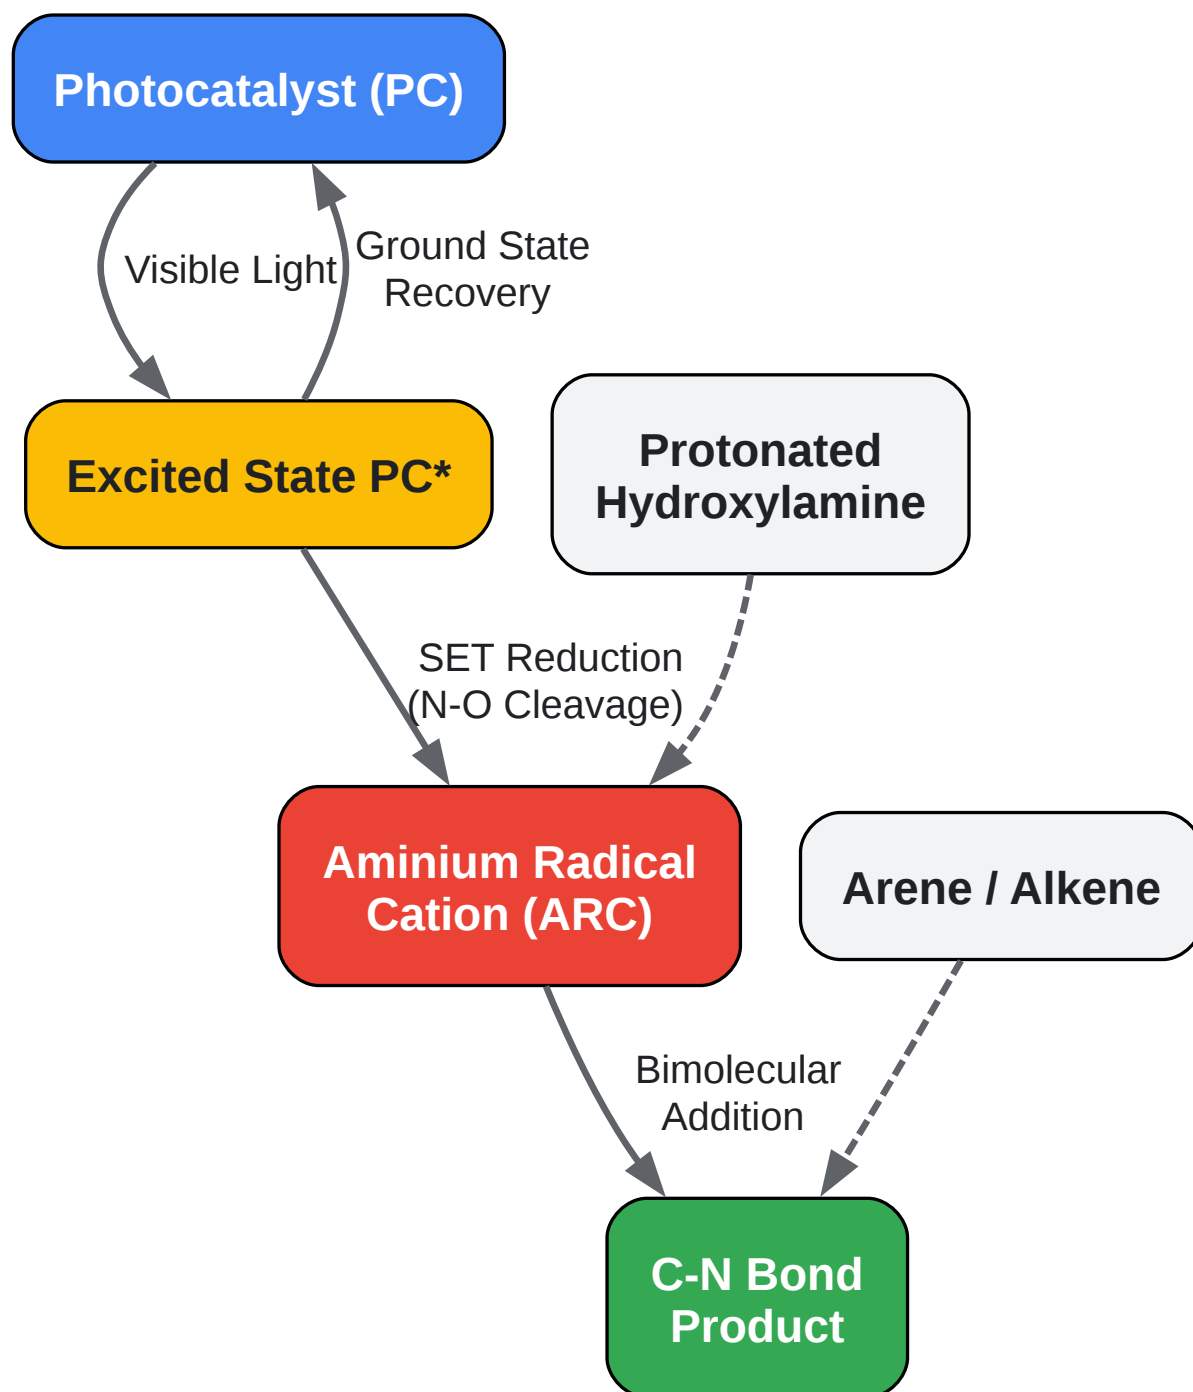 Photocatalyst (PC)
Visible Light
Ground State
Recovery
Excited State PC*
Protonated
Hydroxylamine
SET Reduction
(N-O Cleavage)
Aminium Radical
Cation (ARC)
Arene / Alkene
Bimolecular
Addition
C-N Bond
Product